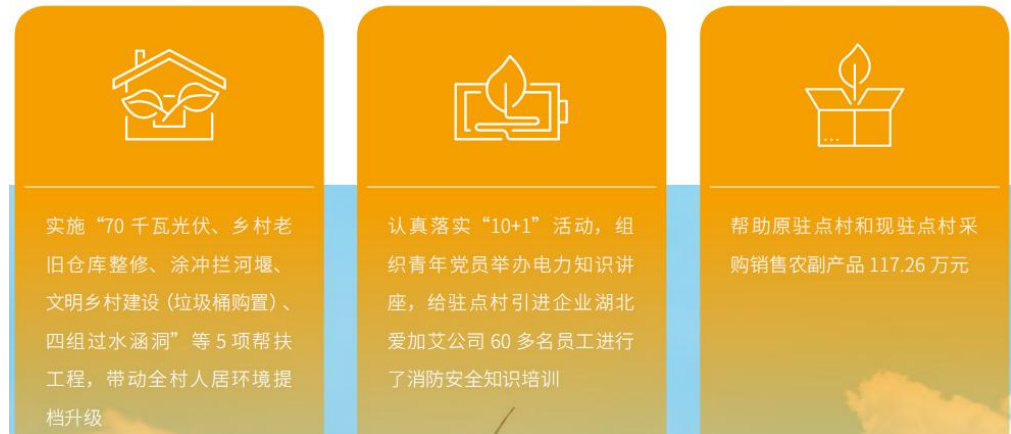 实施“70 千瓦光伏、乡村老
旧仓库整修、涂冲拦河堰、
文明乡村建设（垃圾桶购置）、
四组过水涵洞”等 5 项帮扶
工程，带动全村人居环境提
档升级
认真落实“10+1”活动，组
织青年党员举办电力知识讲
座，给驻点村引进企业湖北
爱加艾公司 60 多名员工进行
了消防安全知识培训
帮助原驻点村和现驻点村采
购销售农副产品 117.26 万元